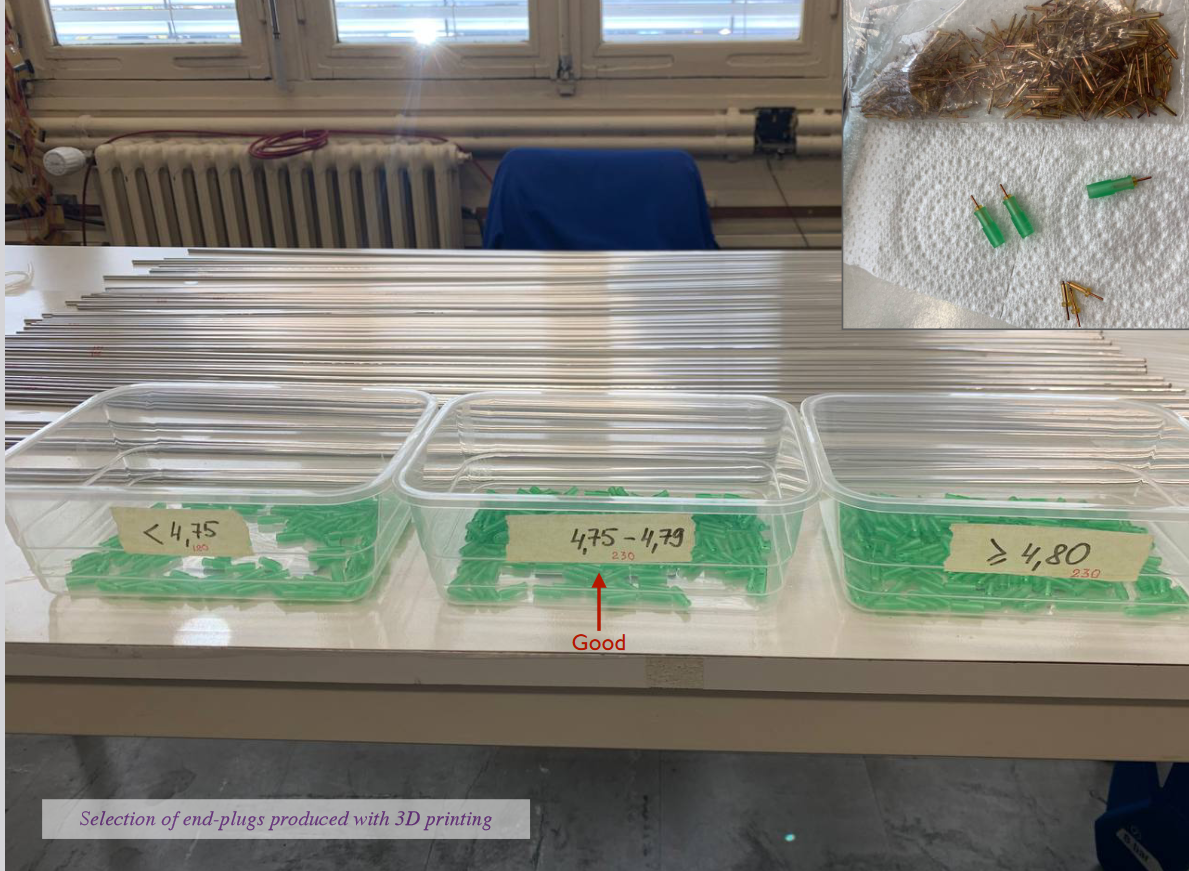 < 4,75
180
4,75 – 4,79
230
≥ 4,80
230
Good
Selection of end-plugs produced with 3D printing